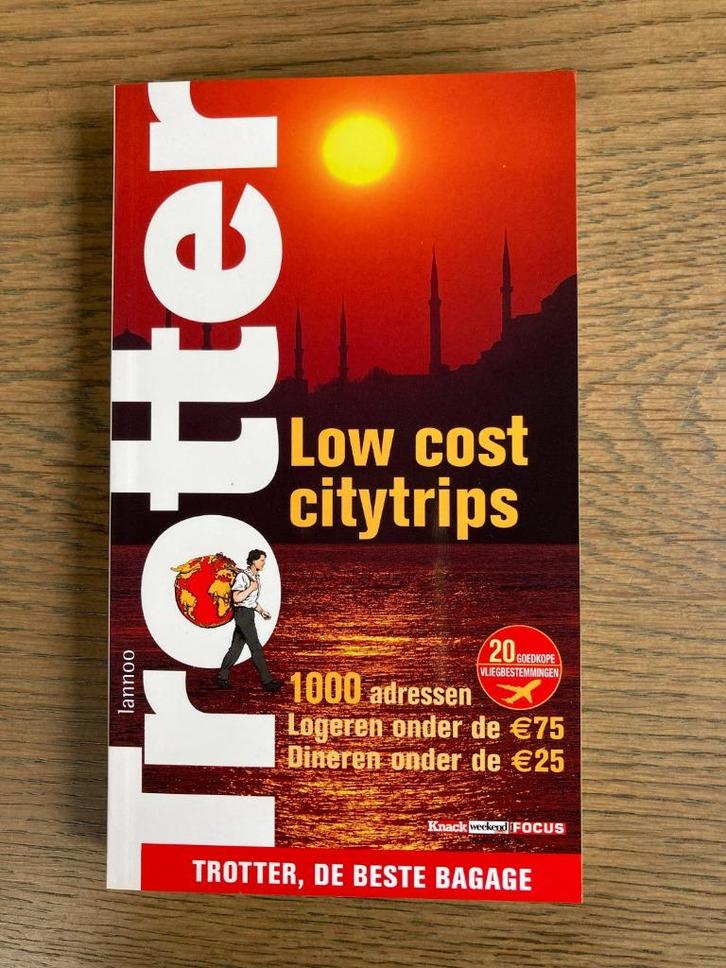 Trotter
Low cost
citytrips
20 GOEDKOPE
VLIEGBESTEMMINGEN
1000 adressen
Logeren onder de €75
Dineren onder de €25
lannoo
Knack weekend FOCUS
TROTTER, DE BESTE BAGAGE